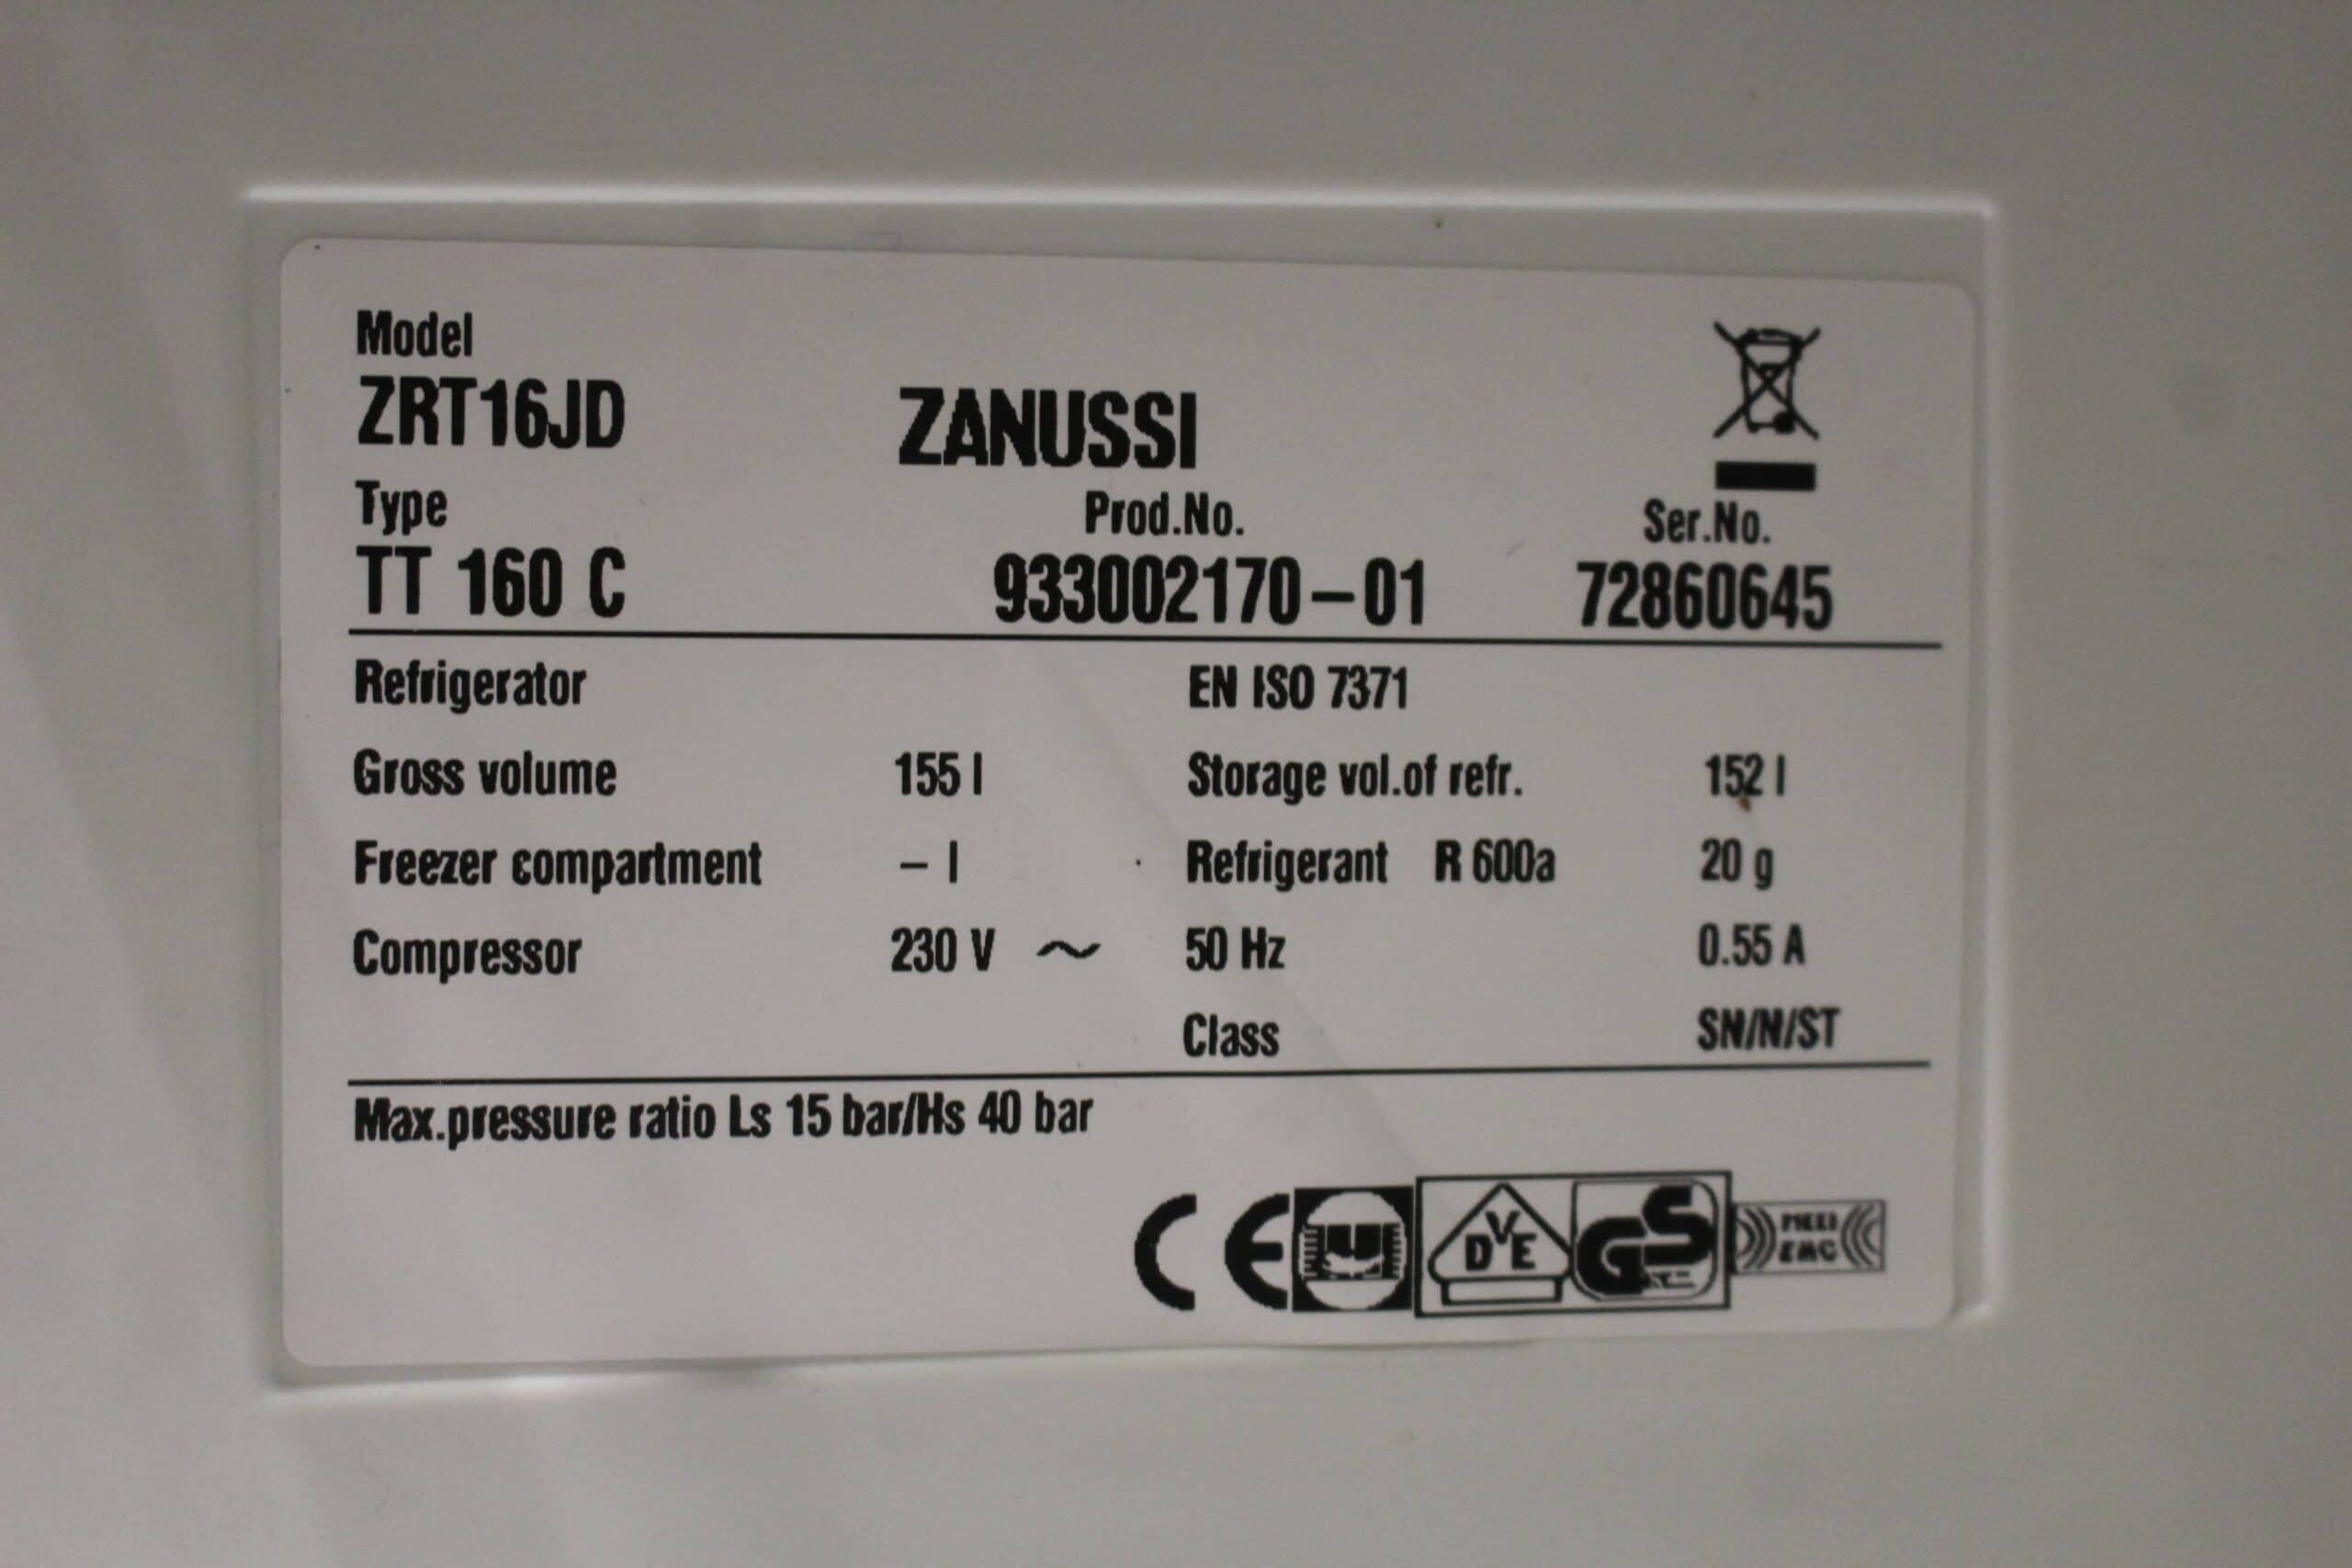 Model
ZRT16JD
ZANUSSI
Type
Prod.No.
Ser.No.
TT 160 C 933002170-01 72860645
Refrigerator EN ISO 7371
Gross volume 155 l Storage vol.of refr. 152 l
Freezer compartment - l Refrigerant R 600a 20 g
Compressor 230 V ~ 50 Hz 0.55 A
Class SN/N/ST
Max.pressure ratio Ls 15 bar/Hs 40 bar
CE DVE GS EMC